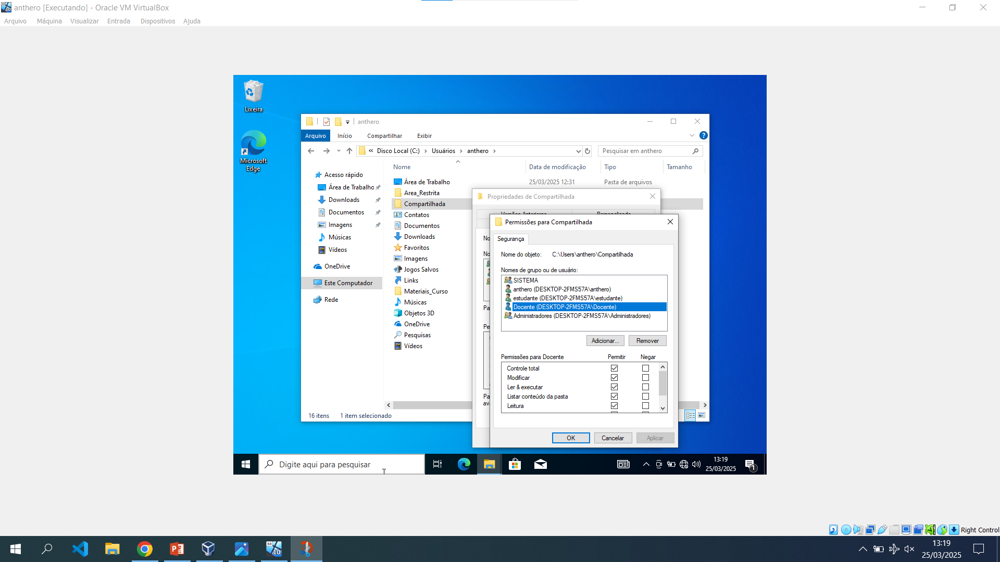 anthero [Executando] - Oracle VM VirtualBox
Arquivo Máquina Visualizar Entrada Dispositivos Ajuda
Lixeira
Microsoft
Edge
anthero
Arquivo Início Compartilhar Exibir
« Disco Local (C:) › Usuários › anthero ›
Pesquisar em anthero
Acesso rápido
Área de Trabalho
Downloads
Documentos
Imagens
Músicas
Vídeos
OneDrive
Este Computador
Rede
Nome Data de modificação Tipo Tamanho
Área de Trabalho 25/03/2025 12:31 Pasta de arquivos
Area_Restrita
Compartilhada
Contatos
Documentos
Downloads
Favoritos
Imagens
Jogos Salvos
Links
Materiais_Curso
Músicas
Objetos 3D
OneDrive
Pesquisas
Vídeos
16 itens 1 item selecionado
Propriedades de Compartilhada
Versões Anteriores Personalizado
No
No
Pa
Pe
Pa
av
Permissões para Compartilhada
Segurança
Nome do objeto: C:\Users\anthero\Compartilhada
Nomes de grupo ou de usuário:
SISTEMA
anthero (DESKTOP-2FMS57A\anthero)
estudante (DESKTOP-2FMS57A\estudante)
Docente (DESKTOP-2FMS57A\Docente)
Administradores (DESKTOP-2FMS57A\Administradores)
Adicionar... Remover
Permissões para Docente Permitir Negar
Controle total
Modificar
Ler & executar
Listar conteúdo da pasta
Leitura
OK Cancelar Aplicar
Digite aqui para pesquisar
13:19
25/03/2025
1
Right Control
64
10
13:19
25/03/2025